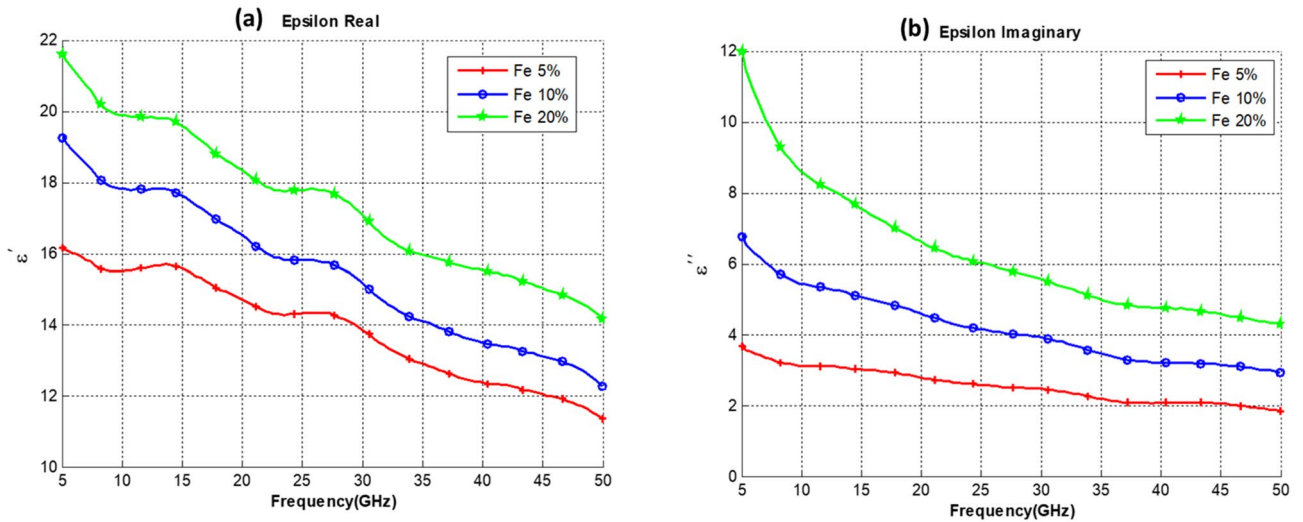 (a) Epsilon Real
22
20
18
16
14
12
10
ε′
5 10 15 20 25 30 35 40 45 50
Frequency(GHz)
Fe 5%
Fe 10%
Fe 20%
(b) Epsilon Imaginary
12
10
8
6
4
2
0
ε′′
5 10 15 20 25 30 35 40 45 50
Frequency(GHz)
Fe 5%
Fe 10%
Fe 20%